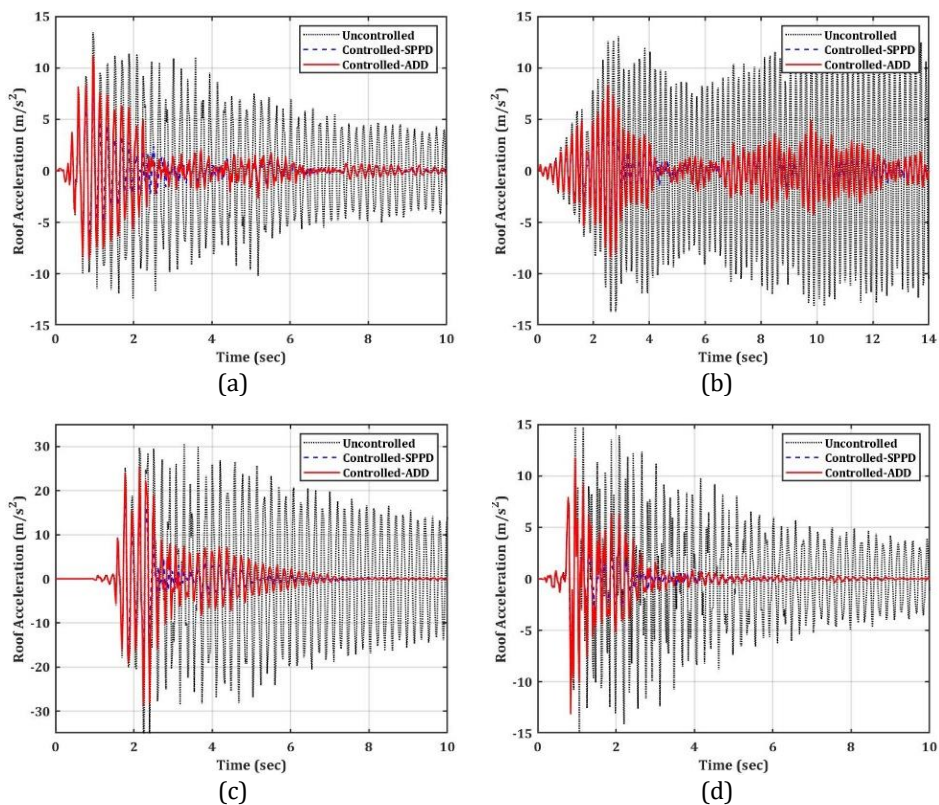 Roof Acceleration (m/s²)
15
10
5
0
-5
-10
-15
Uncontrolled
Controlled-SPPD
Controlled-ADD
0 2 4 6 8 10
Time (sec)
(a)
Roof Acceleration (m/s²)
15
10
5
0
-5
-10
-15
Uncontrolled
Controlled-SPPD
Controlled-ADD
0 2 4 6 8 10 12 14
Time (sec)
(b)
Roof Acceleration (m/s²)
30
20
10
0
-10
-20
-30
Uncontrolled
Controlled-SPPD
Controlled-ADD
0 2 4 6 8 10
Time (sec)
(c)
Roof Acceleration (m/s²)
15
10
5
0
-5
-10
-15
Uncontrolled
Controlled-SPPD
Controlled-ADD
0 2 4 6 8 10
Time (sec)
(d)